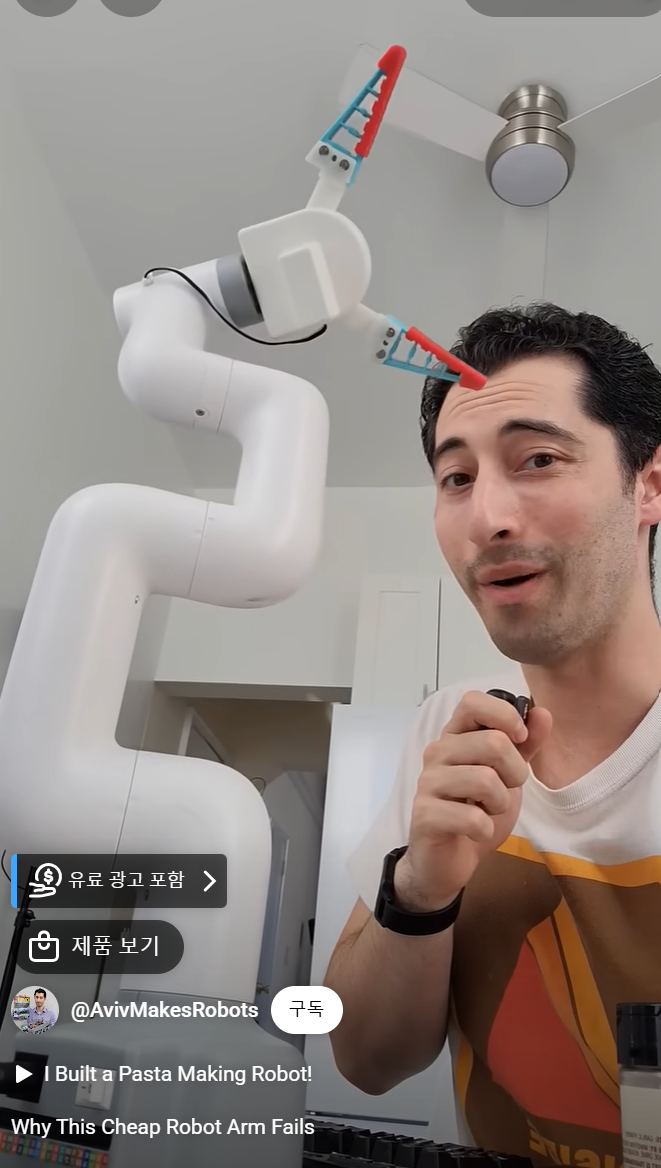 유료 광고 포함
제품 보기
@AvivMakesRobots
구독
I Built a Pasta Making Robot!
Why This Cheap Robot Arm Fails